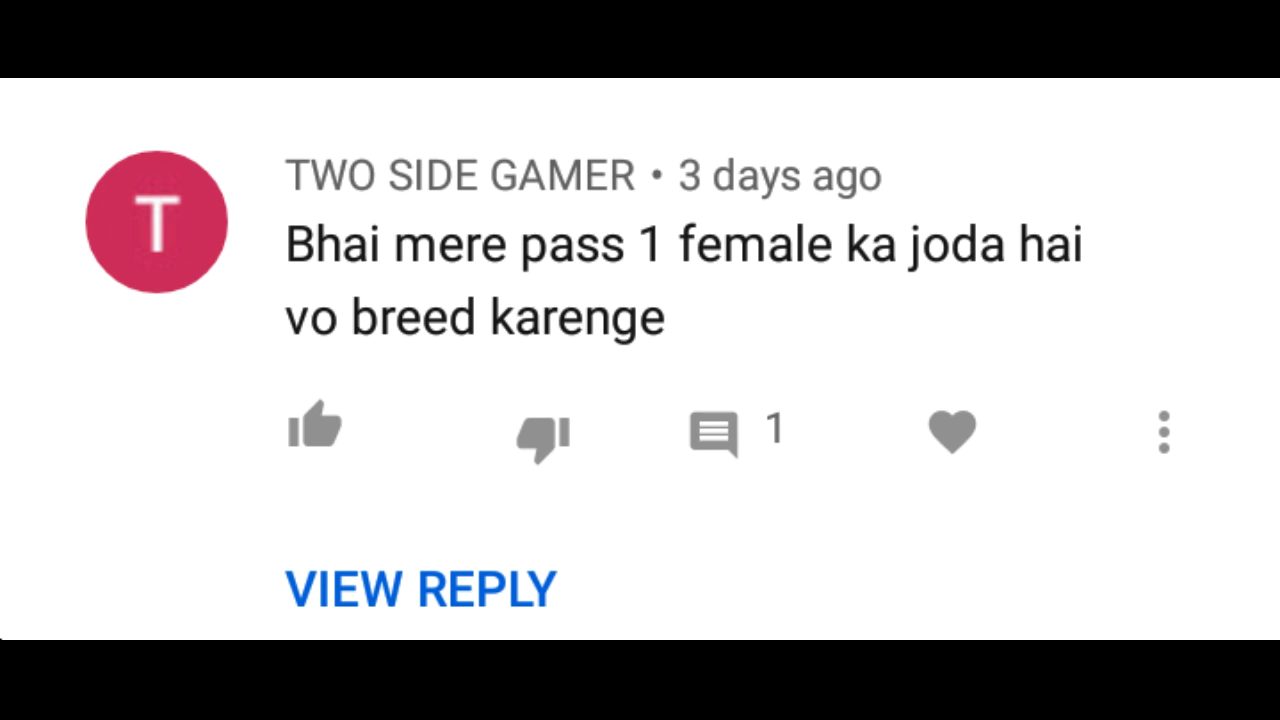 T
TWO SIDE GAMER • 3 days ago
Bhai mere pass 1 female ka joda hai
vo breed karenge
1
VIEW REPLY